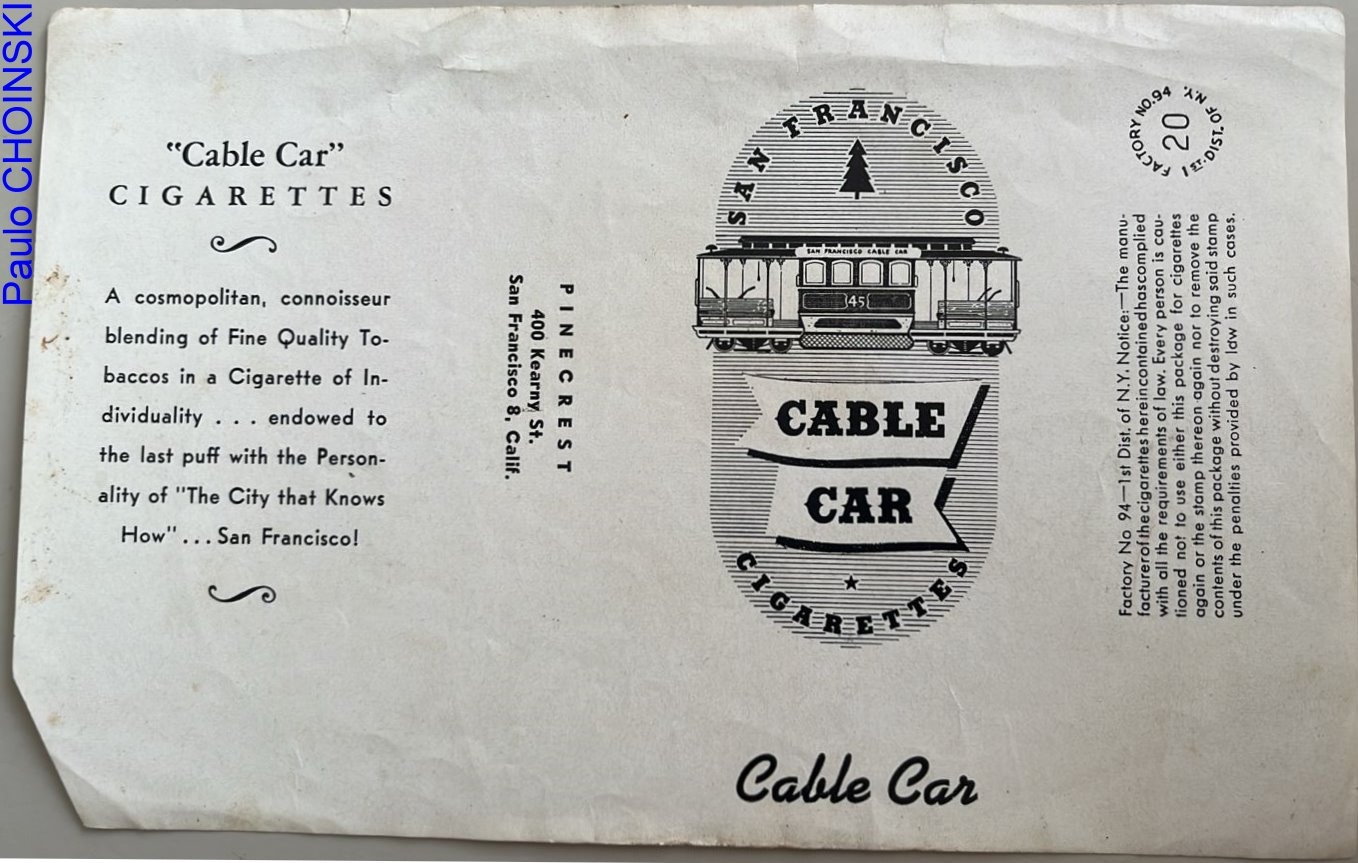 Paulo CHOINSKI
"Cable Car"
CIGARETTES
A cosmopolitan, connoisseur
blending of Fine Quality To-
baccos in a Cigarette of In-
dividuality . . . endowed to
the last puff with the Person-
ality of "The City that Knows
How" . . . San Francisco!
PINECREST
400 Kearny St.
San Francisco 8, Calif.
SAN FRANCISCO
SAN FRANCISCO CABLE CAR
45
CABLE
CAR
CIGARETTES
Cable Car
FACTORY NO.94 1ST. DIST. OF N.Y.
20
Factory No 94—1st Dist. of N.Y. Notice:—The manu-
facturer of the cigarettes herein contained has complied
with all the requirements of law. Every person is cau-
tioned not to use either this package for cigarettes
again or the stamp thereon again nor to remove the
contents of this package without destroying said stamp
under the penalties provided by law in such cases.